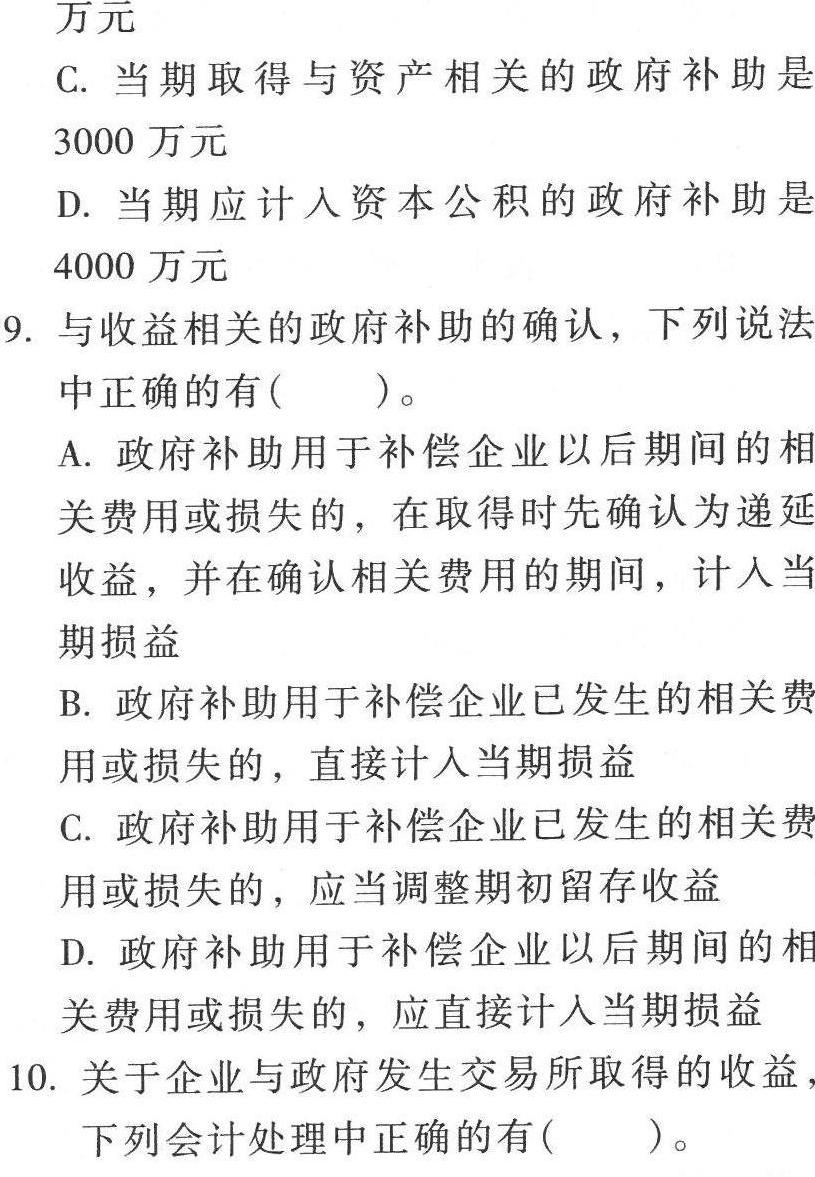 万元
C. 当期取得与资产相关的政府补助是
3000 万元
D. 当期应计入资本公积的政府补助是
4000 万元
9. 与收益相关的政府补助的确认，下列说法
中正确的有(　　)。
A. 政府补助用于补偿企业以后期间的相
关费用或损失的，在取得时先确认为递延
收益，并在确认相关费用的期间，计入当
期损益
B. 政府补助用于补偿企业已发生的相关费
用或损失的，直接计入当期损益
C. 政府补助用于补偿企业已发生的相关费
用或损失的，应当调整期初留存收益
D. 政府补助用于补偿企业以后期间的相
关费用或损失的，应直接计入当期损益
10. 关于企业与政府发生交易所取得的收益，
下列会计处理中正确的有(　　)。